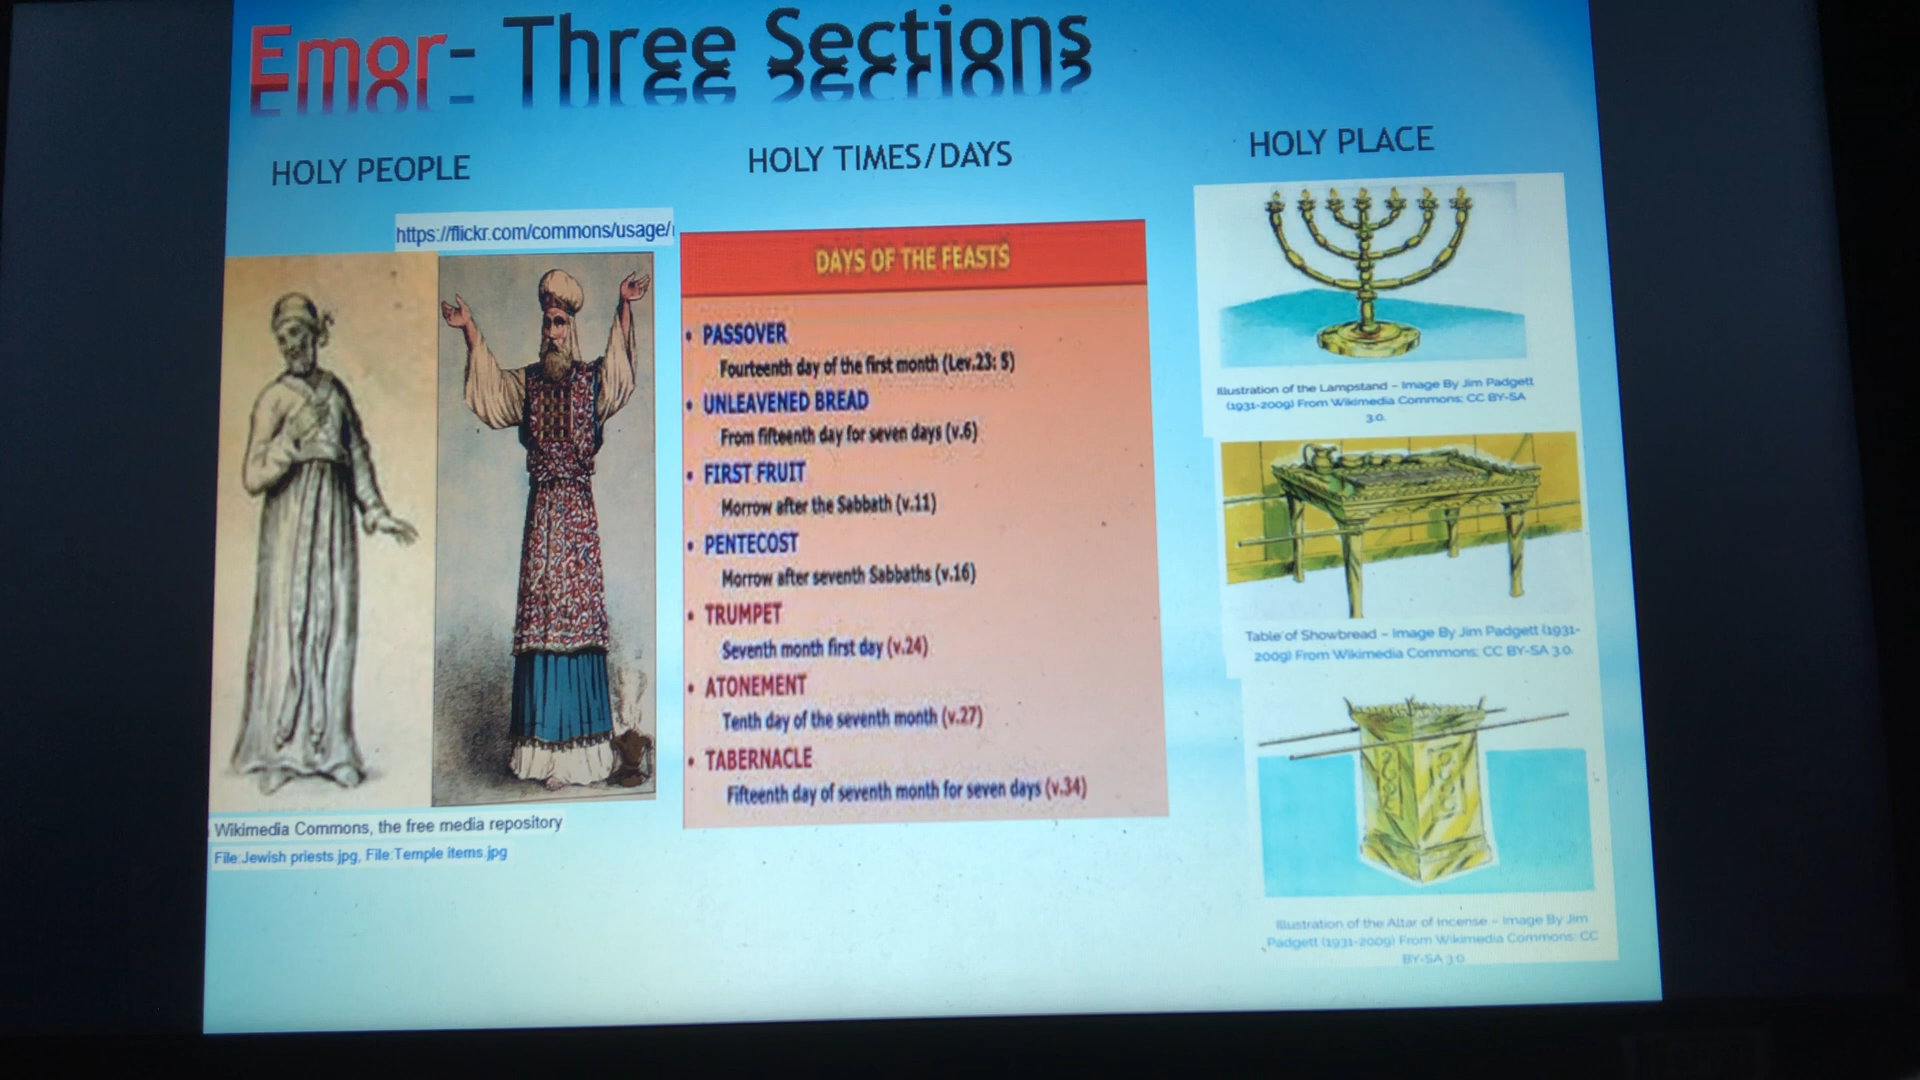 Emor- Three Sections
HOLY PEOPLE
https://flickr.com/commons/usage/
Wikimedia Commons, the free media repository
File:Jewish priests.jpg, File:Temple items.jpg
HOLY TIMES/DAYS
DAYS OF THE FEASTS
• PASSOVER
Fourteenth day of the first month (Lev.23: 5)
• UNLEAVENED BREAD
From fifteenth day for seven days (v.6)
• FIRST FRUIT
Morrow after the Sabbath (v.11)
• PENTECOST
Morrow after seventh Sabbaths (v.16)
• TRUMPET
Seventh month first day (v.24)
• ATONEMENT
Tenth day of the seventh month (v.27)
• TABERNACLE
Fifteenth day of seventh month for seven days (v.34)
HOLY PLACE
Illustration of the Lampstand – Image By Jim Padgett
(1931-2009) From Wikimedia Commons; CC BY-SA
3.0.
Table of Showbread – Image By Jim Padgett (1931-
2009) From Wikimedia Commons; CC BY-SA 3.0.
Illustration of the Altar of Incense – Image By Jim
Padgett (1931-2009) From Wikimedia Commons; CC
BY-SA 3.0